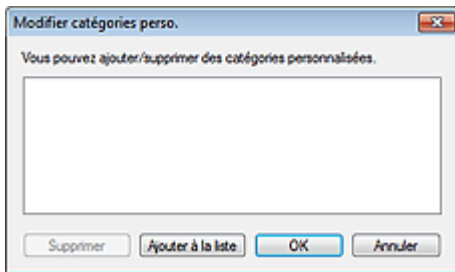 Modifier catégories perso.
Vous pouvez ajouter/supprimer des catégories personnalisées.
Supprimer Ajouter à la liste OK Annuler